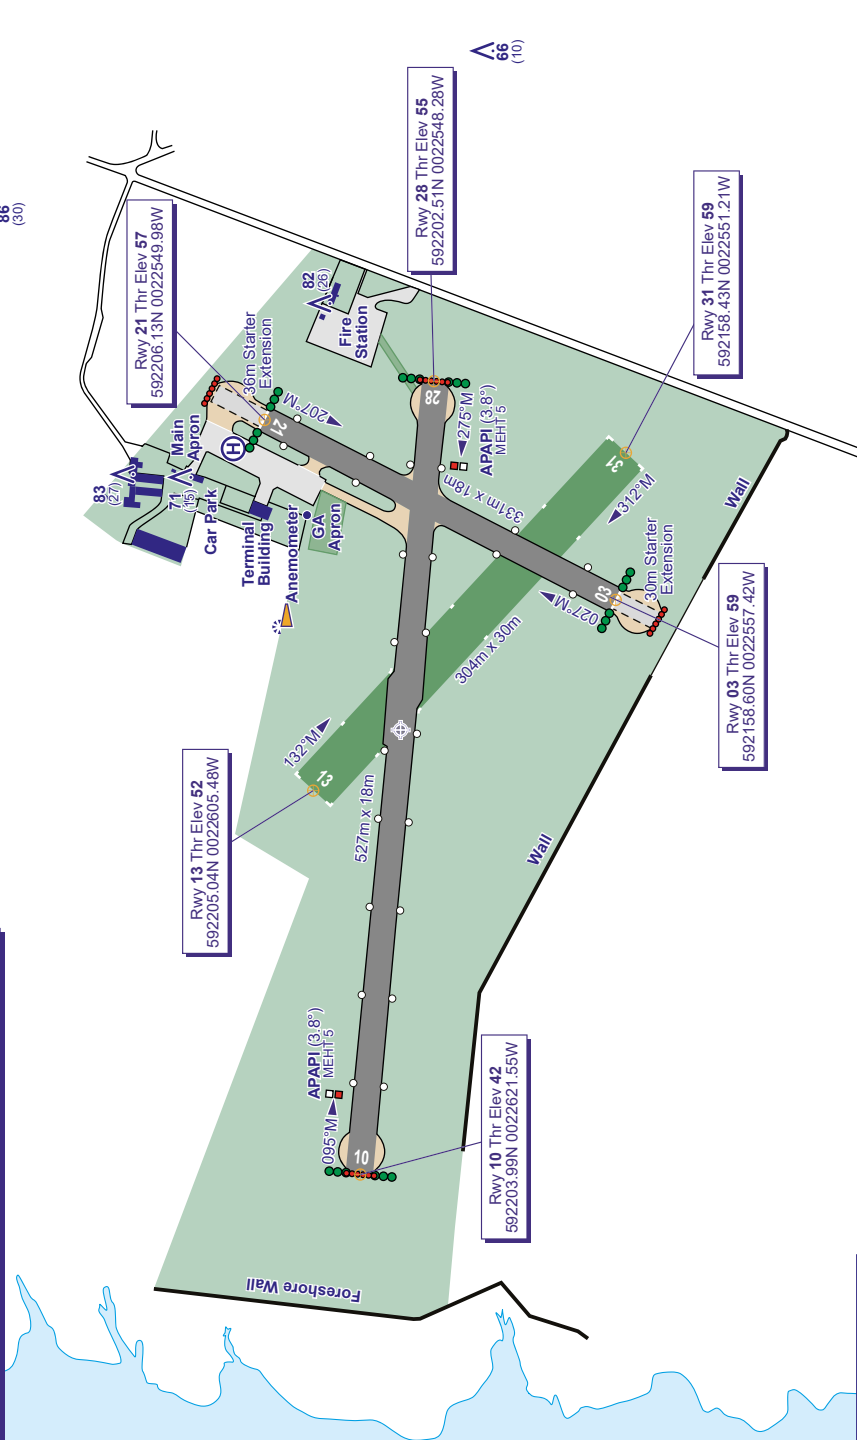 86
(30)
66
(10)
Rwy 28 Thr Elev 55
592202.51N 0022548.28W
Rwy 21 Thr Elev 57
592206.13N 0022549.98W
Rwy 31 Thr Elev 59
592158.43N 0022551.21W
82
(26)
Fire
Station
36m Starter
Extension
207°M
21
28
275°M
APAPI (3.8°)
MEHT 5
Main
Apron
H
83
(27)
71
(15)
Car Park
Terminal
Building
Anemometer
GA
Apron
331m x 18m
31
312°M
Wall
03
027°M
30m Starter
Extension
Rwy 03 Thr Elev 59
592158.60N 0022557.42W
304m x 30m
132°M
13
Rwy 13 Thr Elev 52
592205.04N 0022605.48W
527m x 18m
Wall
APAPI (3.8°)
MEHT 5
095°M
10
Rwy 10 Thr Elev 42
592203.99N 0022621.55W
Foreshore Wall